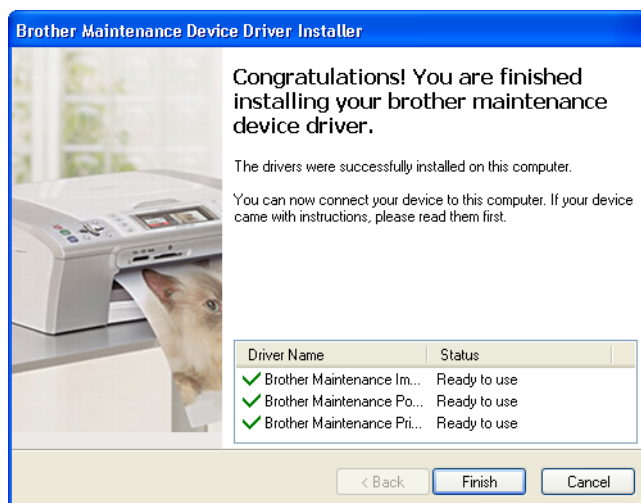 Brother Maintenance Device Driver Installer
Congratulations! You are finished
installing your brother maintenance
device driver.
The drivers were successfully installed on this computer.
You can now connect your device to this computer. If your device
came with instructions, please read them first.
Driver Name Status
Brother Maintenance Im... Ready to use
Brother Maintenance Po... Ready to use
Brother Maintenance Pri... Ready to use
< Back Finish Cancel